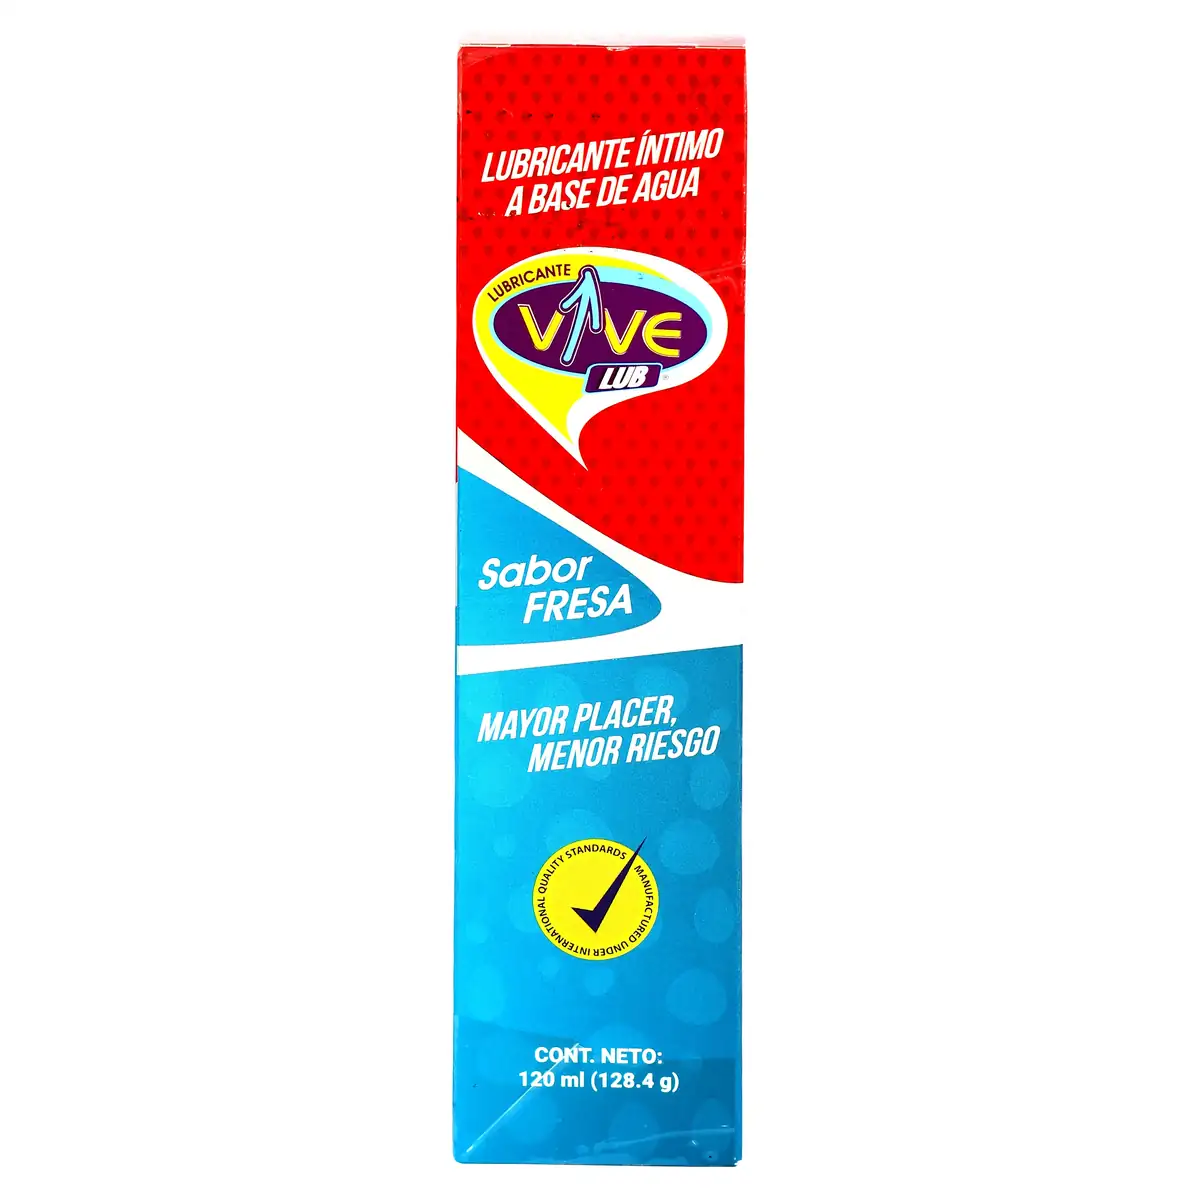 LUBRICANTE ÍNTIMO
A BASE DE AGUA
LUBRICANTE
VIVE
LUB ®
Sabor
FRESA
MAYOR PLACER,
MENOR RIESGO
MANUFACTURED UNDER INTERNATIONAL QUALITY STANDARDS
CONT. NETO:
120 ml (128.4 g)